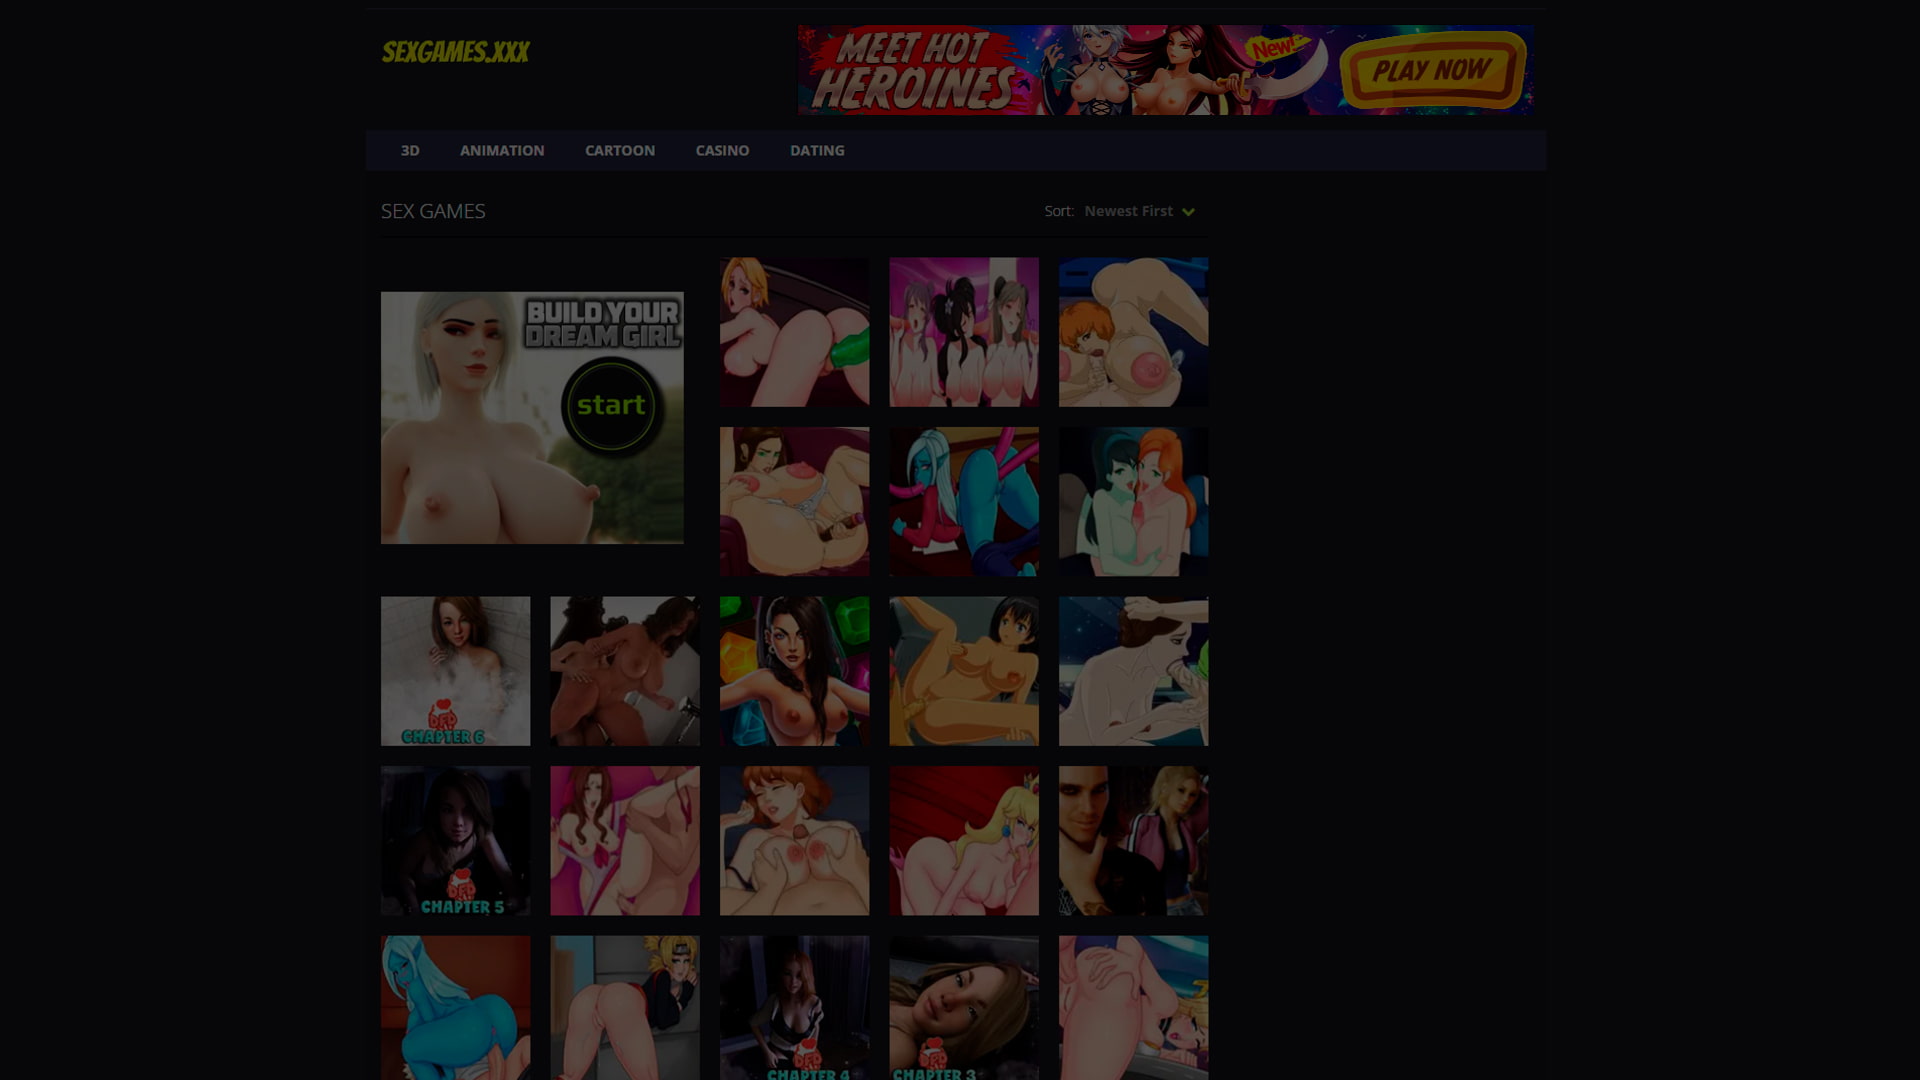 SEXGAMES.XXX
MEET HOT
HEROINES
New!
PLAY NOW
3D
ANIMATION
CARTOON
CASINO
DATING
SEX GAMES
Sort: Newest First
BUILD YOUR
DREAM GIRL
start
DFD
CHAPTER 6
DFD
CHAPTER 5
DFD
CHAPTER 4
DFD
CHAPTER 3